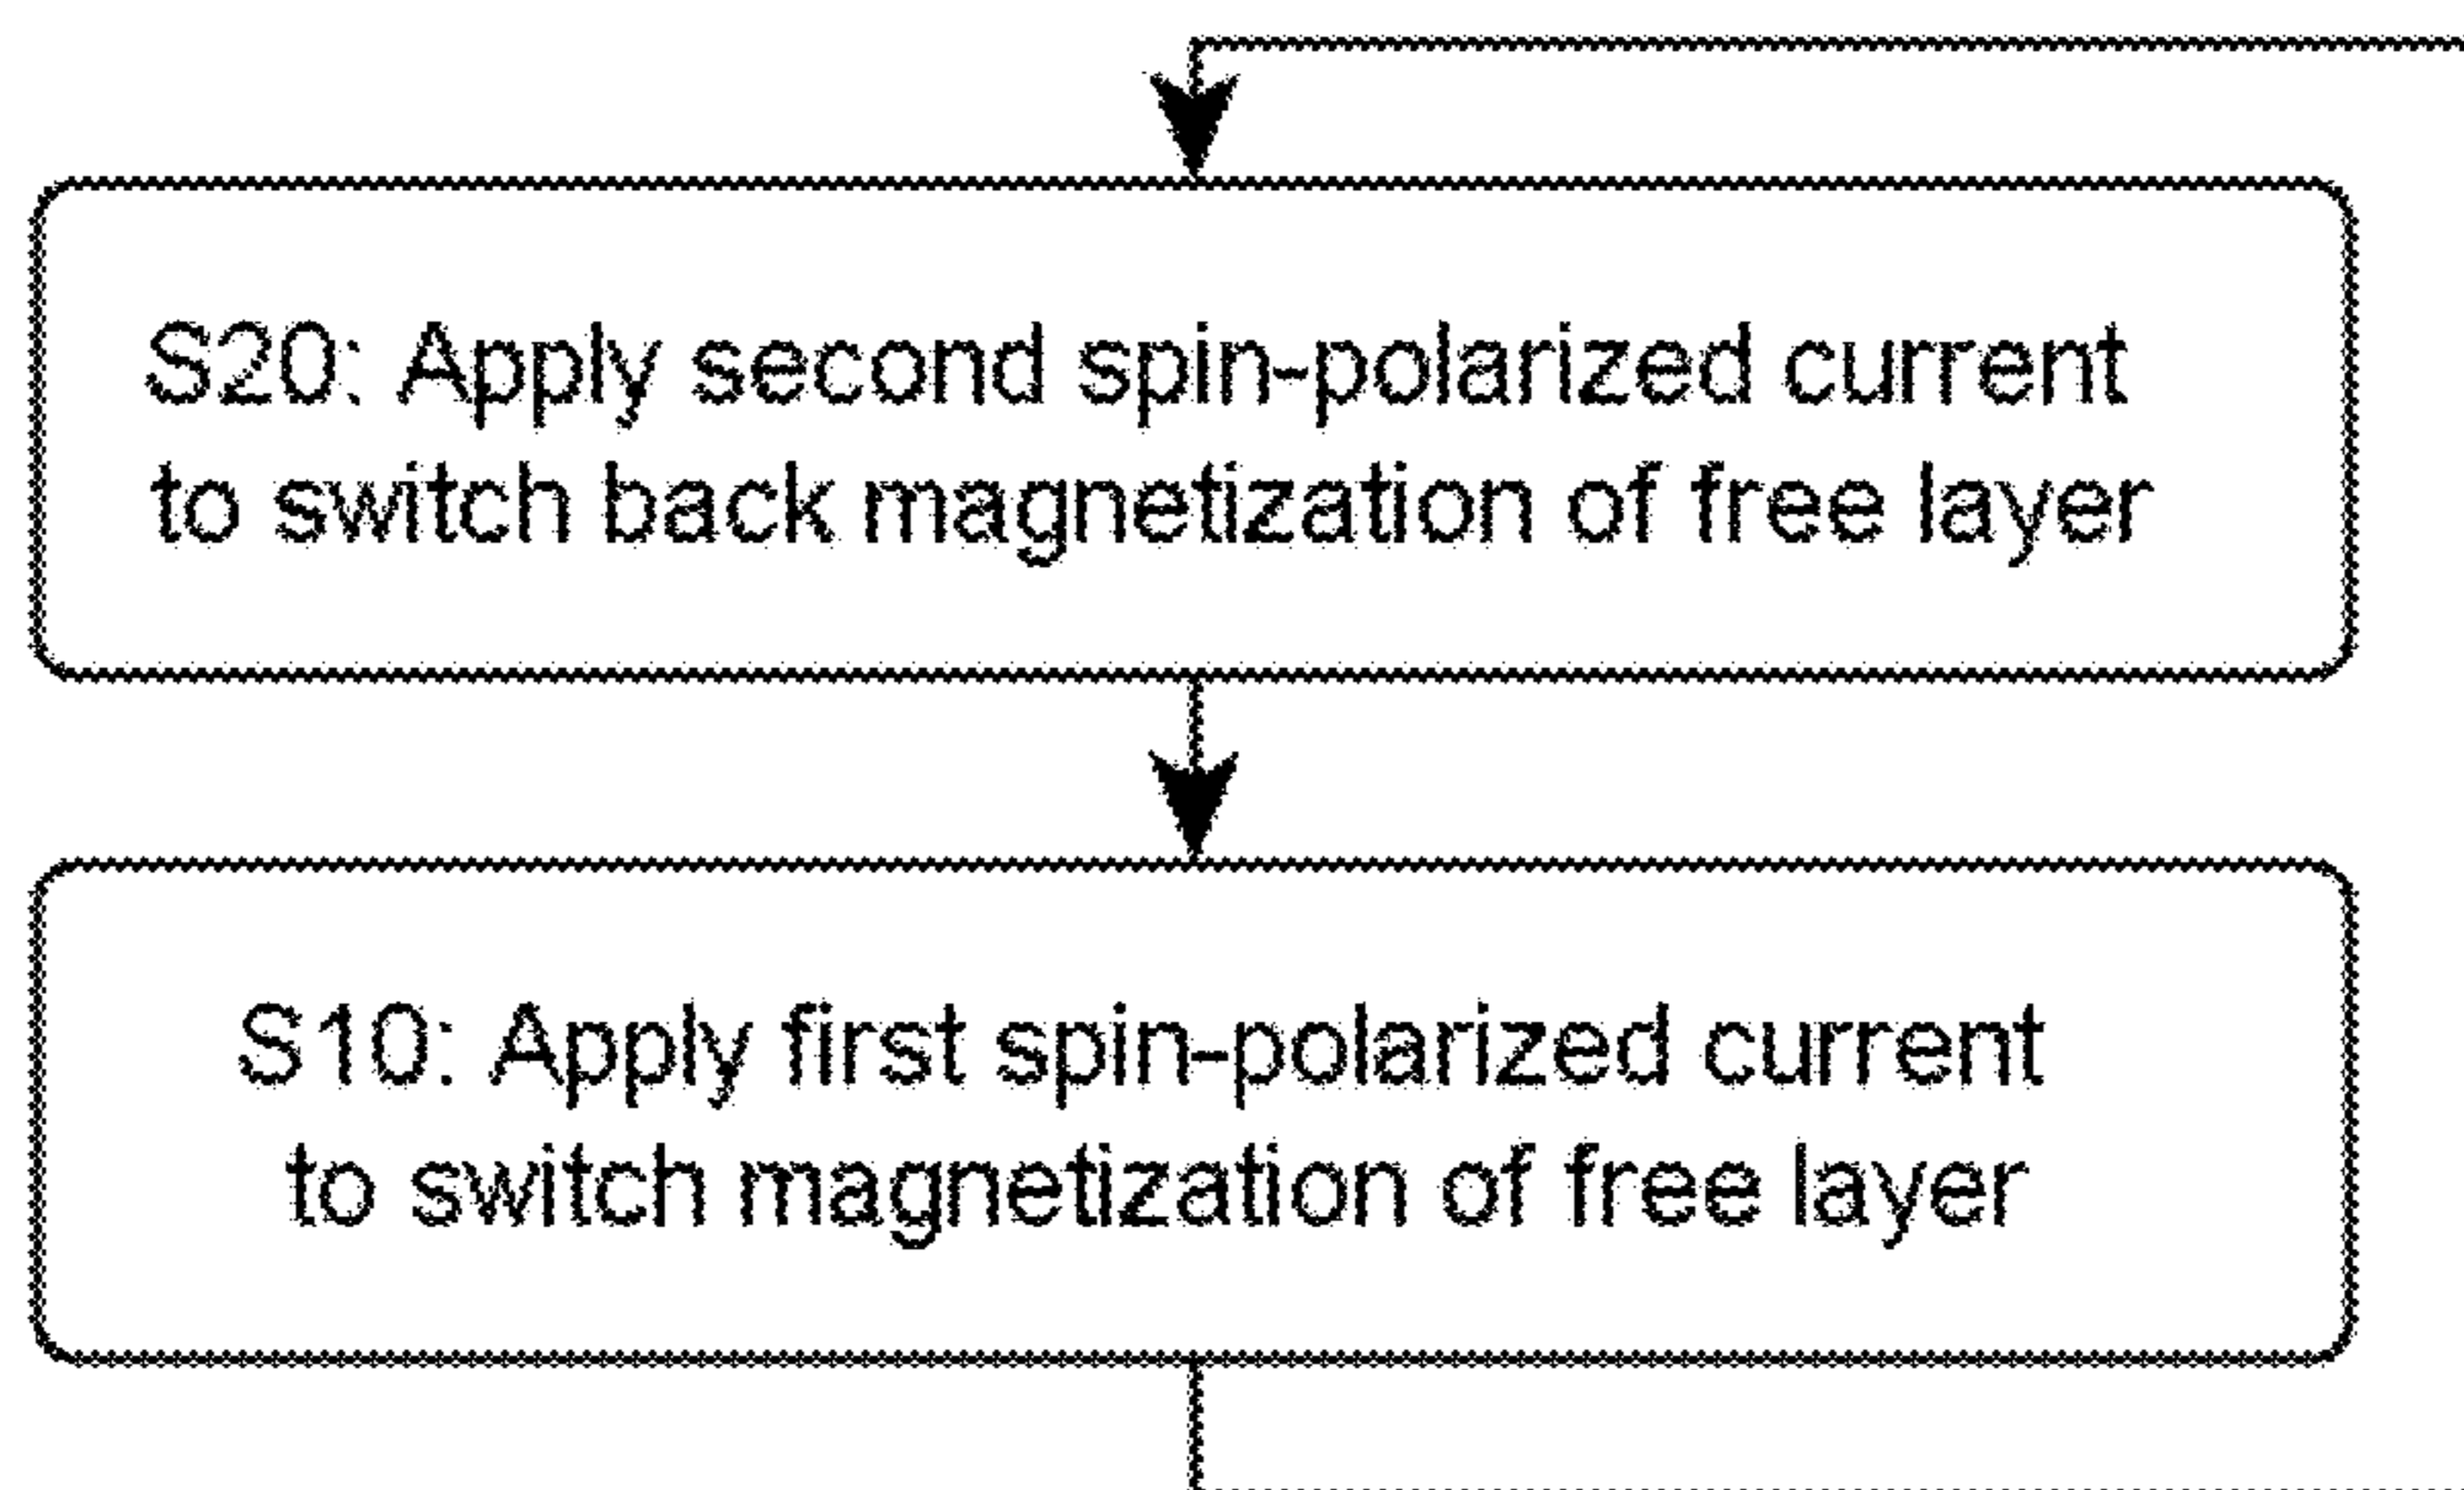 S20: Apply second spin-polarized current
to switch back magnetization of free layer
S10: Apply first spin-polarized current
to switch magnetization of free layer